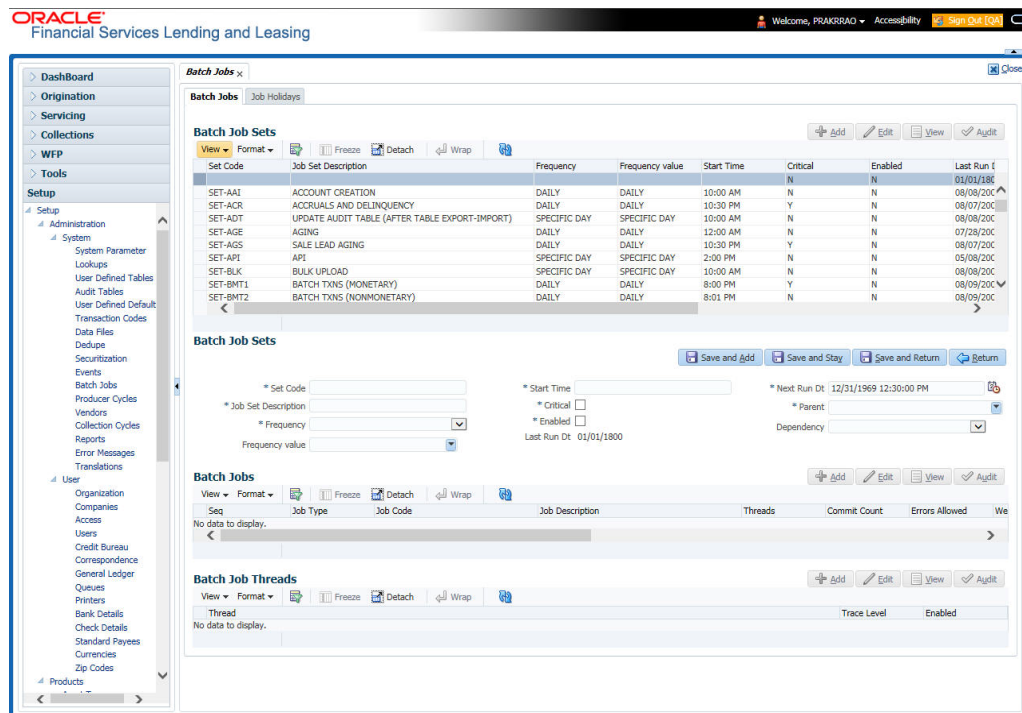 ORACLE'
Financial Services Lending and Leasing
Welcome, PRAKRRAO Accessibility Sign Out [QA]
Close
DashBoard
Origination
Servicing
Collections
WFP
Tools
Setup
Setup
Administration
System
System Parameter
Lookups
User Defined Tables
Audit Tables
User Defined Default
Transaction Codes
Data Files
Dedupe
Securitization
Events
Batch Jobs
Producer Cycles
Vendors
Collection Cycles
Reports
Error Messages
Translations
User
Organization
Companies
Access
Users
Credit Bureau
Correspondence
General Ledger
Queues
Printers
Bank Details
Check Details
Standard Payees
Currencies
Zip Codes
Products
Batch Jobs
Batch Jobs Job Holidays
Batch Job Sets
Add Edit View Audit
View Format Freeze Detach Wrap
Set Code Job Set Description Frequency Frequency value Start Time Critical Enabled Last Run
N N 01/01/180
SET-AAI ACCOUNT CREATION DAILY DAILY 10:00 AM N N 08/08/200
SET-ACR ACCRUALS AND DELINQUENCY DAILY DAILY 10:30 PM Y N 08/07/200
SET-ADT UPDATE AUDIT TABLE (AFTER TABLE EXPORT-IMPORT) SPECIFIC DAY SPECIFIC DAY 10:00 AM N N 08/08/200
SET-AGE AGING DAILY DAILY 12:00 AM N N 07/28/200
SET-AGS SALE LEAD AGING DAILY DAILY 10:30 PM Y N 08/07/200
SET-API API SPECIFIC DAY SPECIFIC DAY 2:00 PM N N 05/08/200
SET-BLK BULK UPLOAD SPECIFIC DAY SPECIFIC DAY 10:00 AM N N 08/08/200
SET-BMT1 BATCH TXNS (MONETARY) DAILY DAILY 8:00 PM Y N 08/09/200
SET-BMT2 BATCH TXNS (NONMONETARY) DAILY DAILY 8:01 PM N N 08/09/200
Batch Job Sets
Save and Add Save and Stay Save and Return Return
* Set Code * Start Time * Next Run Dt 12/31/1969 12:30:00 PM
* Job Set Description * Critical * Parent
* Frequency * Enabled Dependency
Frequency value Last Run Dt 01/01/1800
Batch Jobs
Add Edit View Audit
View Format Freeze Detach Wrap
Seq Job Type Job Code Job Description Threads Commit Count Errors Allowed We
No data to display.
Batch Job Threads
Add Edit View Audit
View Format Freeze Detach Wrap
Thread Trace Level Enabled
No data to display.